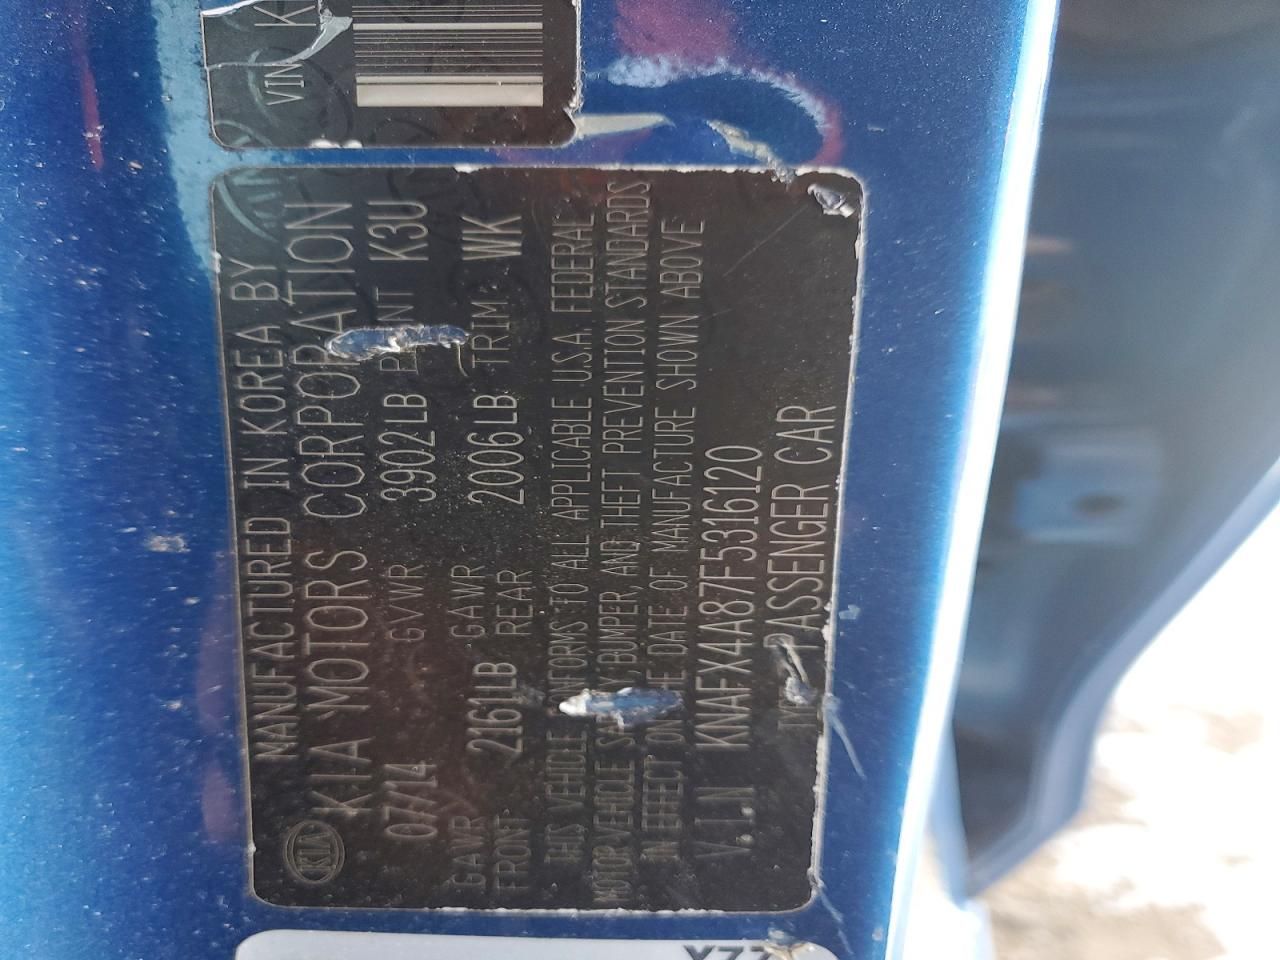 VIN K
MANUFACTURED IN KOREA BY
KIA KIA MOTORS CORPORATION
07/14 GVWR 3902LB PAINT K3U
GAWR FRONT 2161LB GAWR REAR 2006LB TRIM WK
THIS VEHICLE CONFORMS TO ALL APPLICABLE U.S.A. FEDERAL
MOTOR VEHICLE SAFETY BUMPER, AND THEFT PREVENTION STANDARDS
IN EFFECT ON THE DATE OF MANUFACTURE SHOWN ABOVE
V.I.N KNAFX4A87F5316120
PASSENGER CAR